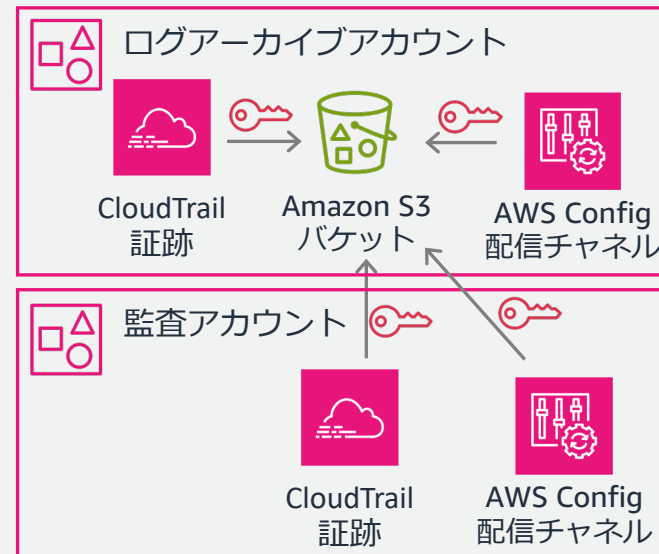 ログアーカイブアカウント
CloudTrail
証跡
Amazon S3
バケット
AWS Config
配信チャネル
監査アカウント
CloudTrail
証跡
AWS Config
配信チャネル